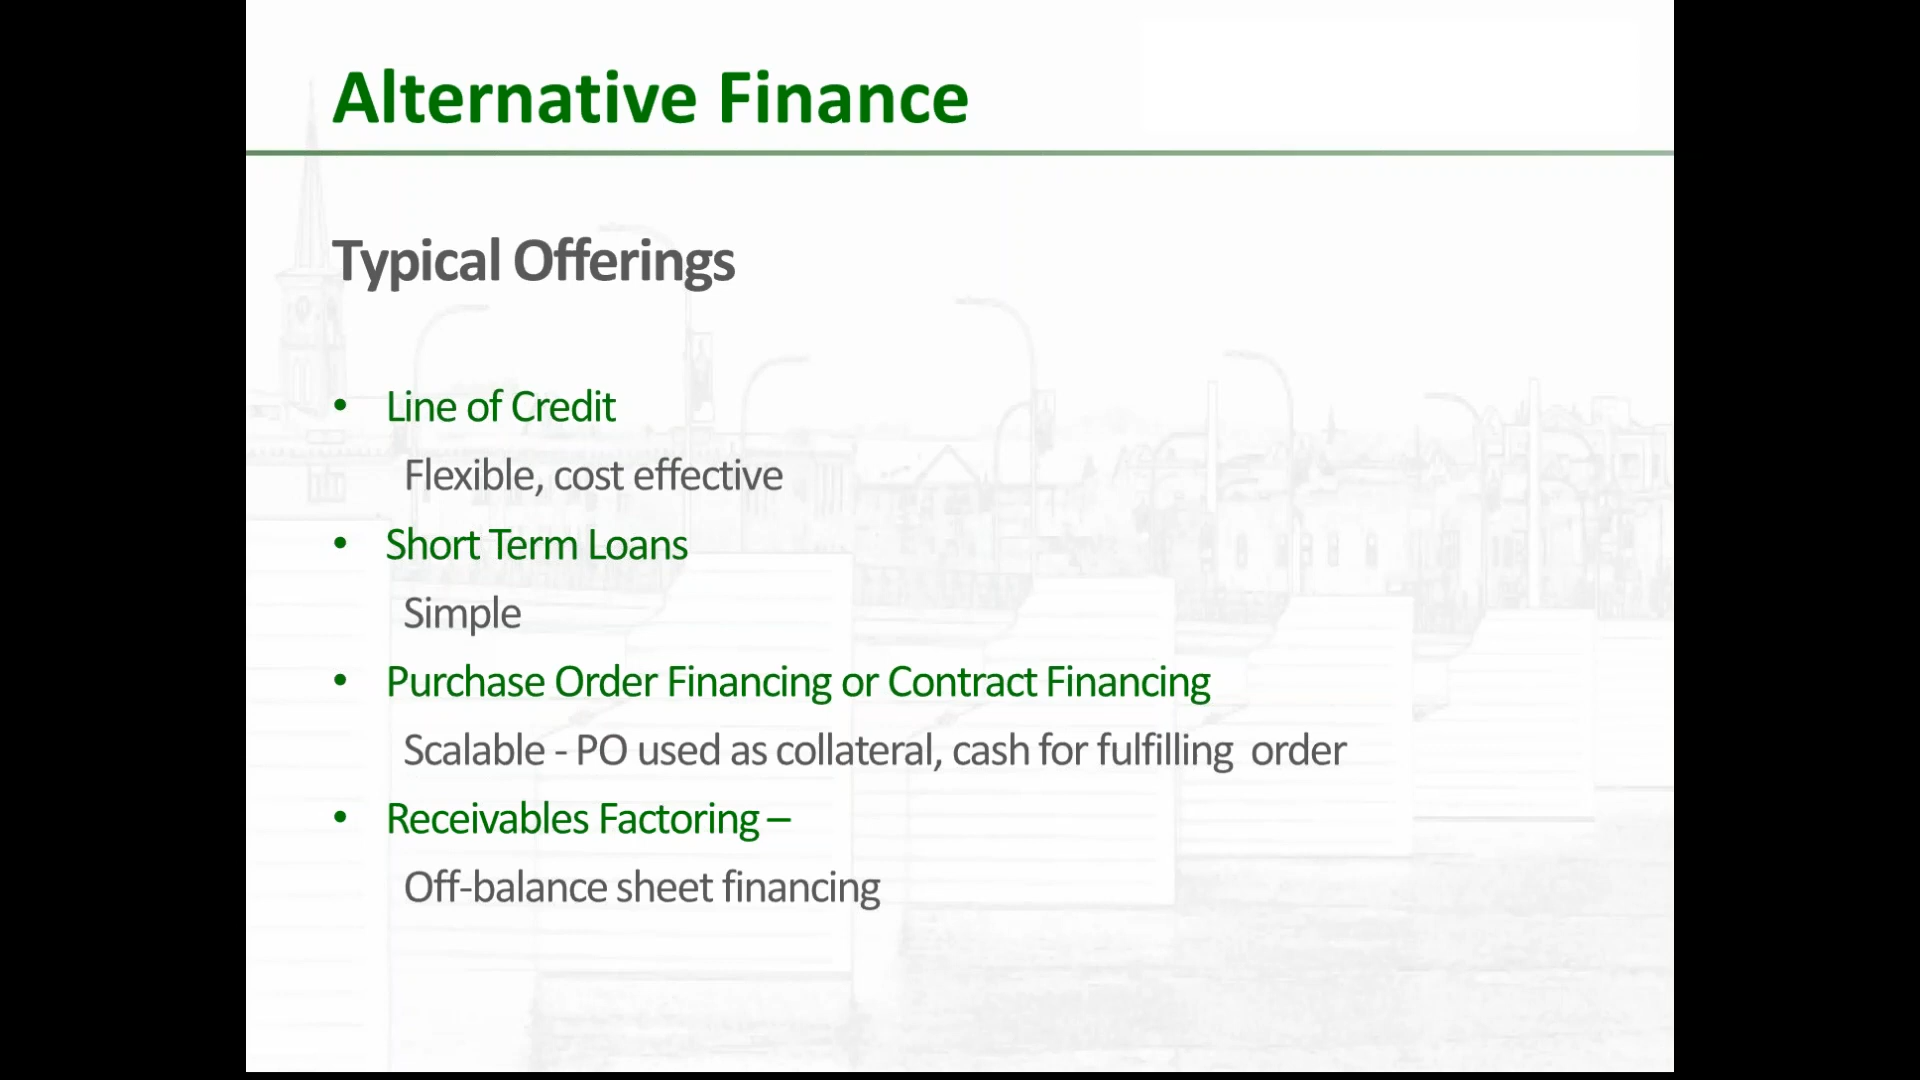 Alternative Finance
Typical Offerings
• Line of Credit
Flexible, cost effective
• Short Term Loans
Simple
• Purchase Order Financing or Contract Financing
Scalable - PO used as collateral, cash for fulfilling  order
• Receivables Factoring –
Off-balance sheet financing